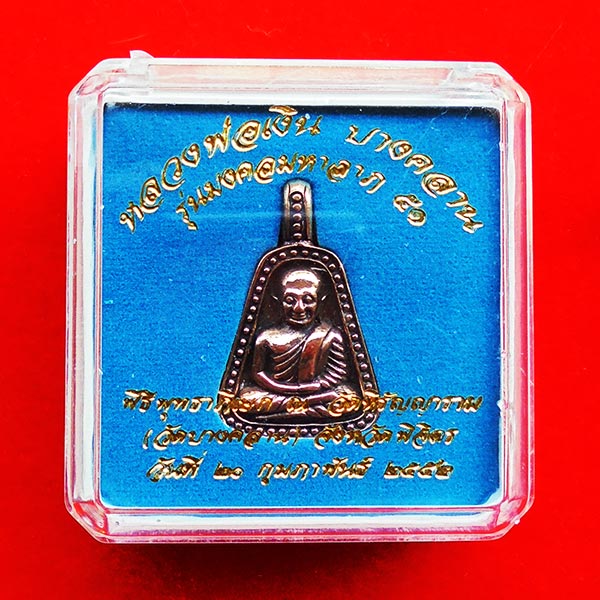 หลวงพ่อเงิน บางคลาน
รุ่นมงคลมหาลาภ ๕๑
พิธีพุทธาภิเษก ณ วัดหิรัญญาราม
(วัดบางคลาน) จังหวัดพิจิตร
วันที่ ๒๐ กุมภาพันธ์ ๒๕๕๒